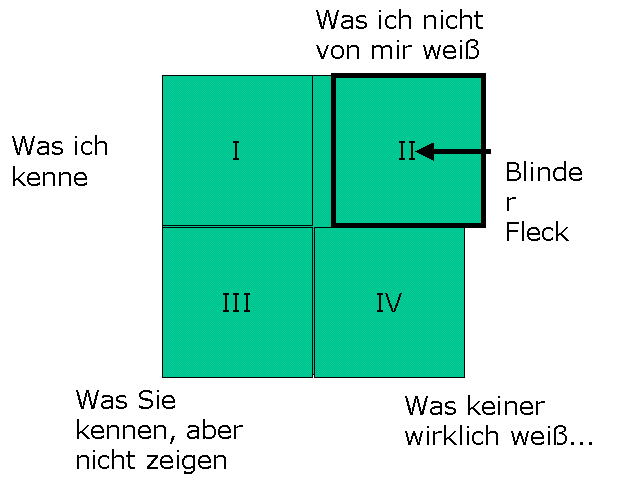 Was ich nicht
von mir weiß
Was ich
kenne
I
II
Blinde
r
Fleck
III
IV
Was Sie
kennen, aber
nicht zeigen
Was keiner
wirklich weiß...